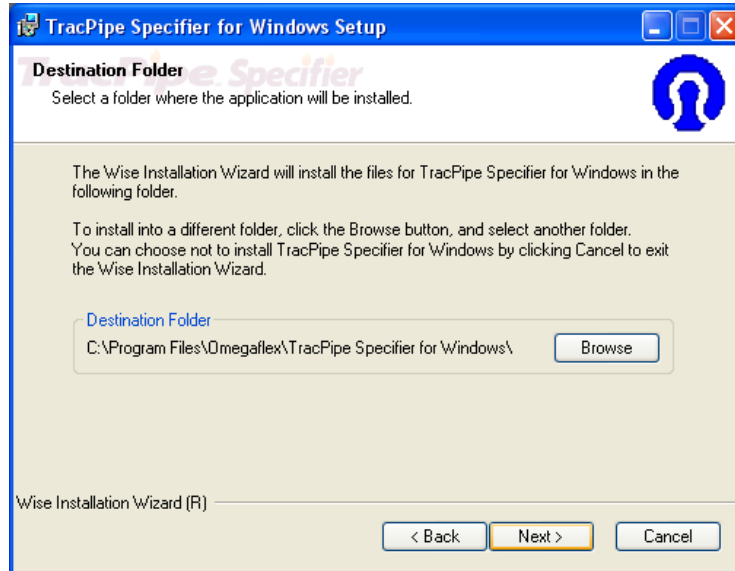 TracPipe Specifier for Windows Setup
TracPipe. Specifier
Destination Folder
Select a folder where the application will be installed.
The Wise Installation Wizard will install the files for TracPipe Specifier for Windows in the
following folder.
To install into a different folder, click the Browse button, and select another folder.
You can choose not to install TracPipe Specifier for Windows by clicking Cancel to exit
the Wise Installation Wizard.
Destination Folder
C:\Program Files\Omegaflex\TracPipe Specifier for Windows\
Browse
Wise Installation Wizard (R)
< Back
Next >
Cancel